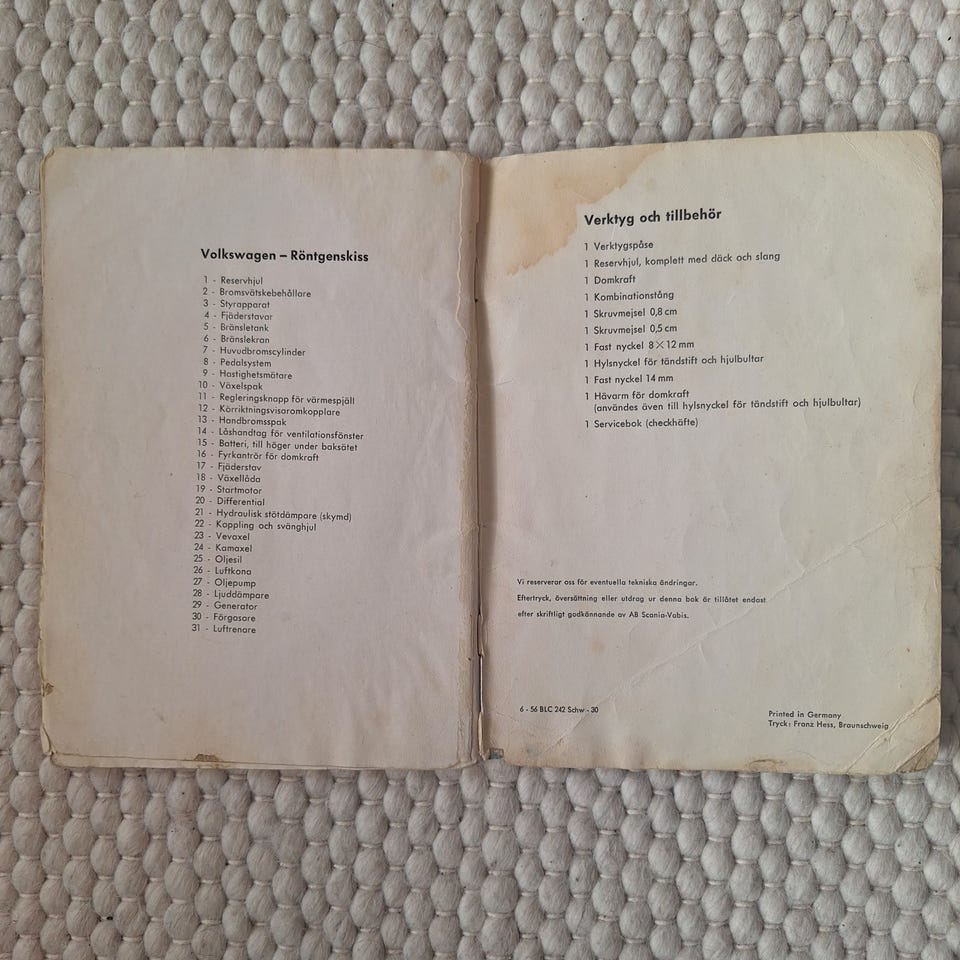 Volkswagen – Röntgenskiss
1 - Reservhjul
2 - Bromsvätskebehållare
3 - Styrapparat
4 - Fjäderstavar
5 - Bränsletank
6 - Bränslekran
7 - Huvudbromscylinder
8 - Pedalsystem
9 - Hastighetsmätare
10 - Växelspak
11 - Regleringsknapp för värmespjäll
12 - Körriktningsvisaromkopplare
13 - Handbromsspak
14 - Låshandtag för ventilationsfönster
15 - Batteri, till höger under baksätet
16 - Fyrkantrör för domkraft
17 - Fjäderstav
18 - Växellåda
19 - Startmotor
20 - Differential
21 - Hydraulisk stötdämpare (skymd)
22 - Koppling och svänghjul
23 - Vevaxel
24 - Kamaxel
25 - Oljesil
26 - Luftkona
27 - Oljepump
28 - Ljuddämpare
29 - Generator
30 - Förgasare
31 - Luftrenare
Verktyg och tillbehör
1 Verktygspåse
1 Reservhjul, komplett med däck och slang
1 Domkraft
1 Kombinationstång
1 Skruvmejsel 0,8 cm
1 Skruvmejsel 0,5 cm
1 Fast nyckel 8×12 mm
1 Hylsnyckel för tändstift och hjulbultar
1 Fast nyckel 14 mm
1 Hävarm för domkraft
(användes även till hylsnyckel för tändstift och hjulbultar)
1 Servicebok (checkhäfte)
Vi reserverar oss för eventuella tekniska ändringar.
Eftertryck, översättning eller utdrag ur denna bok är tillåtet endast
efter skriftligt godkännande av AB Scania-Vabis.
6 - 56 BLC 242 Schw - 30
Printed in Germany
Tryck: Franz Hess, Braunschweig